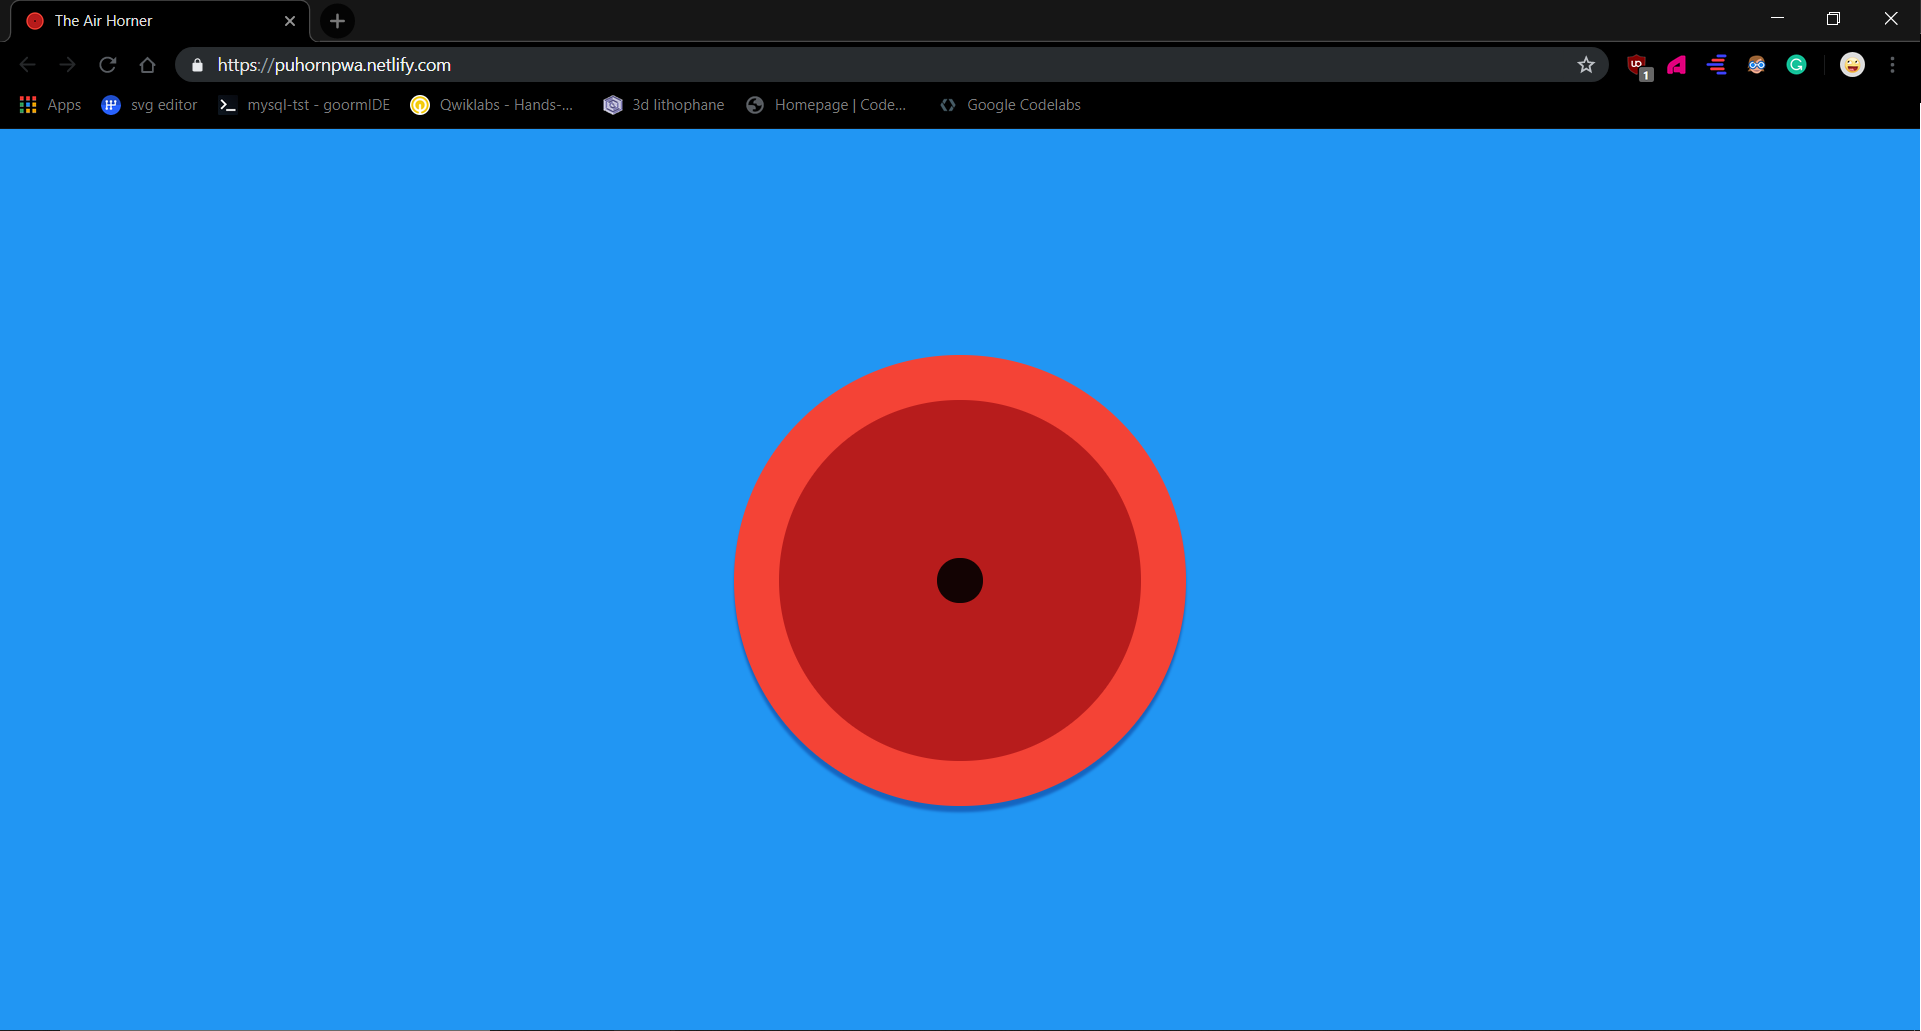 The Air Horner
https://puhornpwa.netlify.com
1
Apps svg editor mysql-tst - goormIDE Qwiklabs - Hands-... 3d lithophane Homepage | Code... Google Codelabs